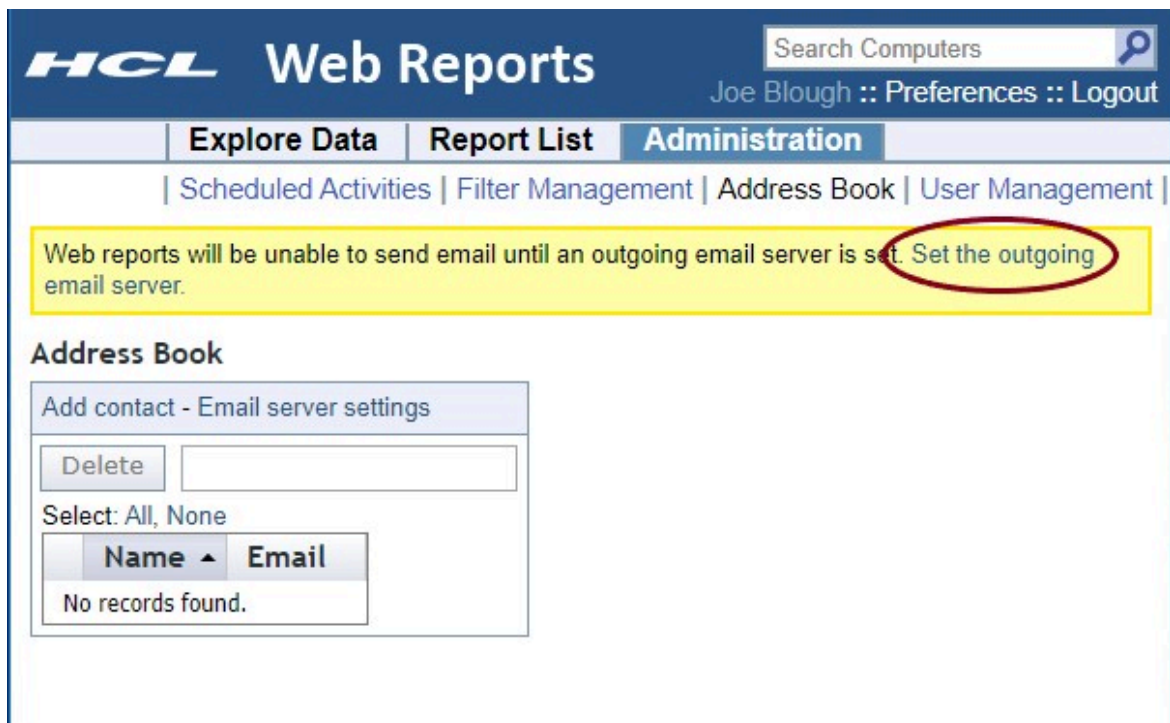 HCL Web Reports
Search Computers
Joe Blough :: Preferences :: Logout
Explore Data | Report List | Administration
| Scheduled Activities | Filter Management | Address Book | User Management |
Web reports will be unable to send email until an outgoing email server is set. Set the outgoing
email server.
Address Book
Add contact - Email server settings
Delete
Select: All, None
Name Email
No records found.